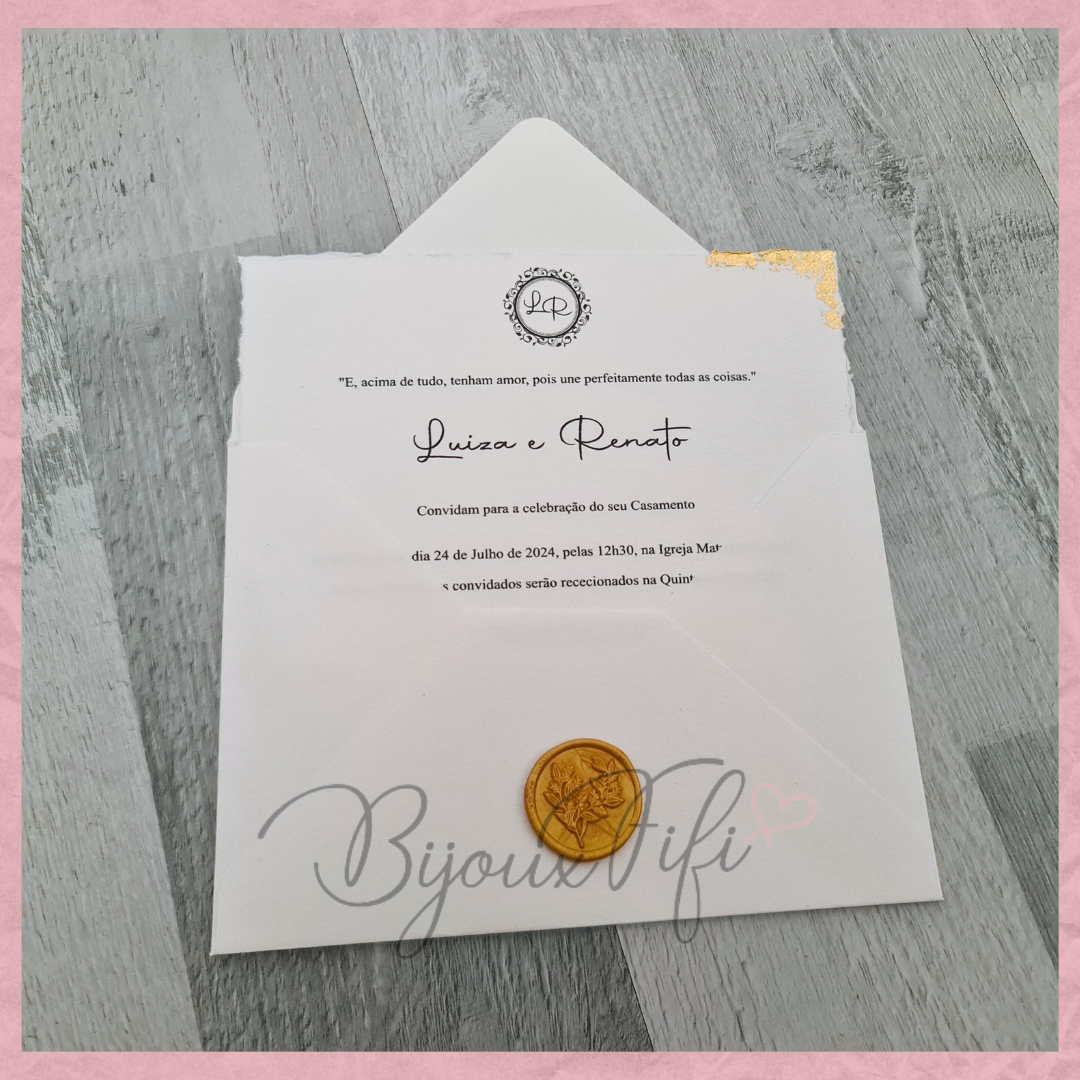 LR
"E, acima de tudo, tenham amor, pois une perfeitamente todas as coisas."
Luiza e Renato
Convidam para a celebração do seu Casamento
dia 24 de Julho de 2024, pelas 12h30, na Igreja
convidados serão rececionados na
BijouxFifi